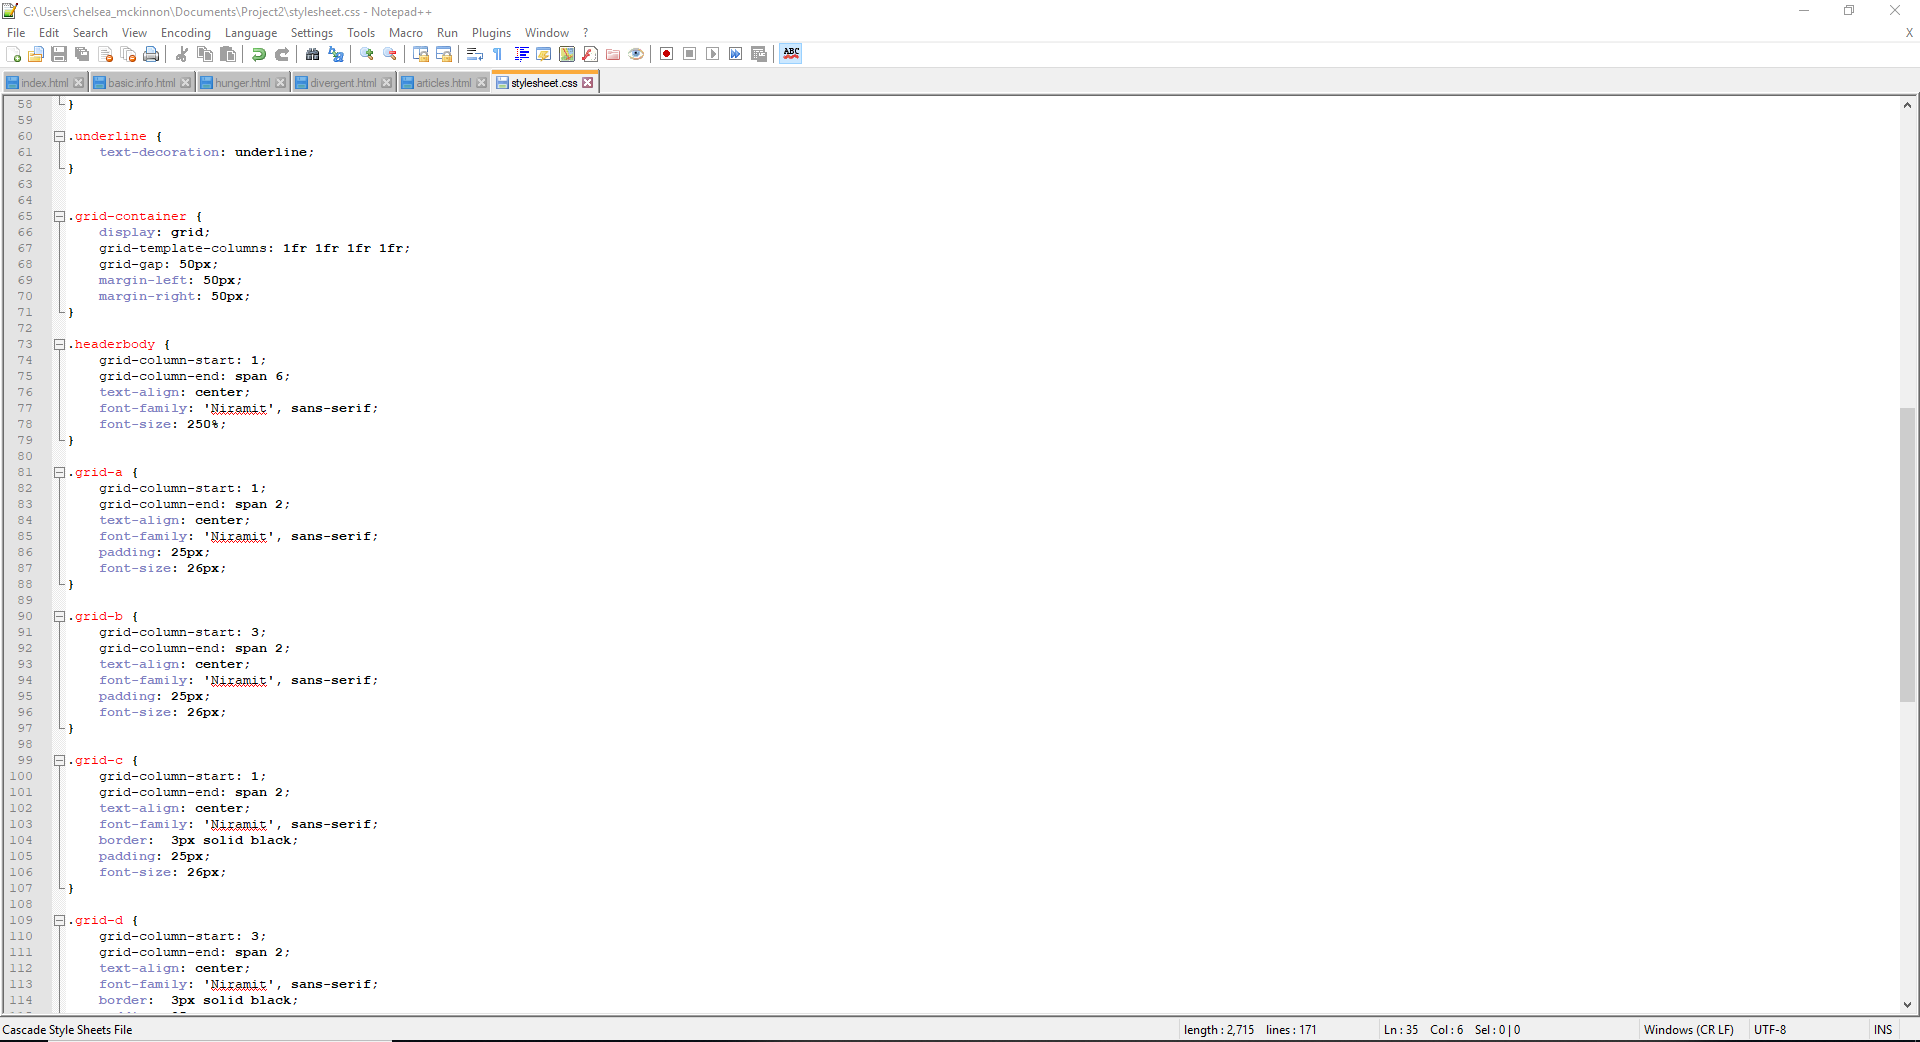 C:\Users\chelsea_mckinnon\Documents\Project2\stylesheet.css - Notepad++
File Edit Search View Encoding Language Settings Tools Macro Run Plugins Window ? X
ABC
index.html basic.info.html hunger.html divergent.html articles.html stylesheet.css
58 }
59
60 .underline {
61 text-decoration: underline;
62 }
63
64
65 .grid-container {
66 display: grid;
67 grid-template-columns: 1fr 1fr 1fr 1fr;
68 grid-gap: 50px;
69 margin-left: 50px;
70 margin-right: 50px;
71 }
72
73 .headerbody {
74 grid-column-start: 1;
75 grid-column-end: span 6;
76 text-align: center;
77 font-family: 'Niramit', sans-serif;
78 font-size: 250%;
79 }
80
81 .grid-a {
82 grid-column-start: 1;
83 grid-column-end: span 2;
84 text-align: center;
85 font-family: 'Niramit', sans-serif;
86 padding: 25px;
87 font-size: 26px;
88 }
89
90 .grid-b {
91 grid-column-start: 3;
92 grid-column-end: span 2;
93 text-align: center;
94 font-family: 'Niramit', sans-serif;
95 padding: 25px;
96 font-size: 26px;
97 }
98
99 .grid-c {
100 grid-column-start: 1;
101 grid-column-end: span 2;
102 text-align: center;
103 font-family: 'Niramit', sans-serif;
104 border:  3px solid black;
105 padding: 25px;
106 font-size: 26px;
107 }
108
109 .grid-d {
110 grid-column-start: 3;
111 grid-column-end: span 2;
112 text-align: center;
113 font-family: 'Niramit', sans-serif;
114 border:  3px solid black;
Cascade Style Sheets File length : 2,715 lines : 171 Ln : 35 Col : 6 Sel : 0 | 0 Windows (CR LF) UTF-8 INS